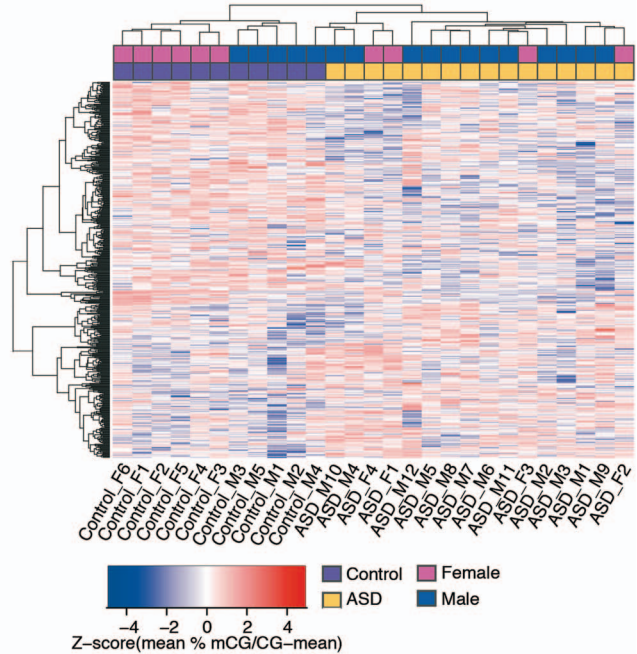 Control_F6
Control_F1
Control_F2
Control_F5
Control_F4
Control_F3
Control_M3
Control_M5
Control_M1
Control_M2
Control_M4
ASD_M10
ASD_M4
ASD_F4
ASD_F1
ASD_M12
ASD_M5
ASD_M8
ASD_M7
ASD_M6
ASD_M11
ASD_F3
ASD_M2
ASD_M3
ASD_M1
ASD_M9
ASD_F2
Control Female
ASD Male
−4 −2 0 2 4
Z−score(mean % mCG/CG−mean)